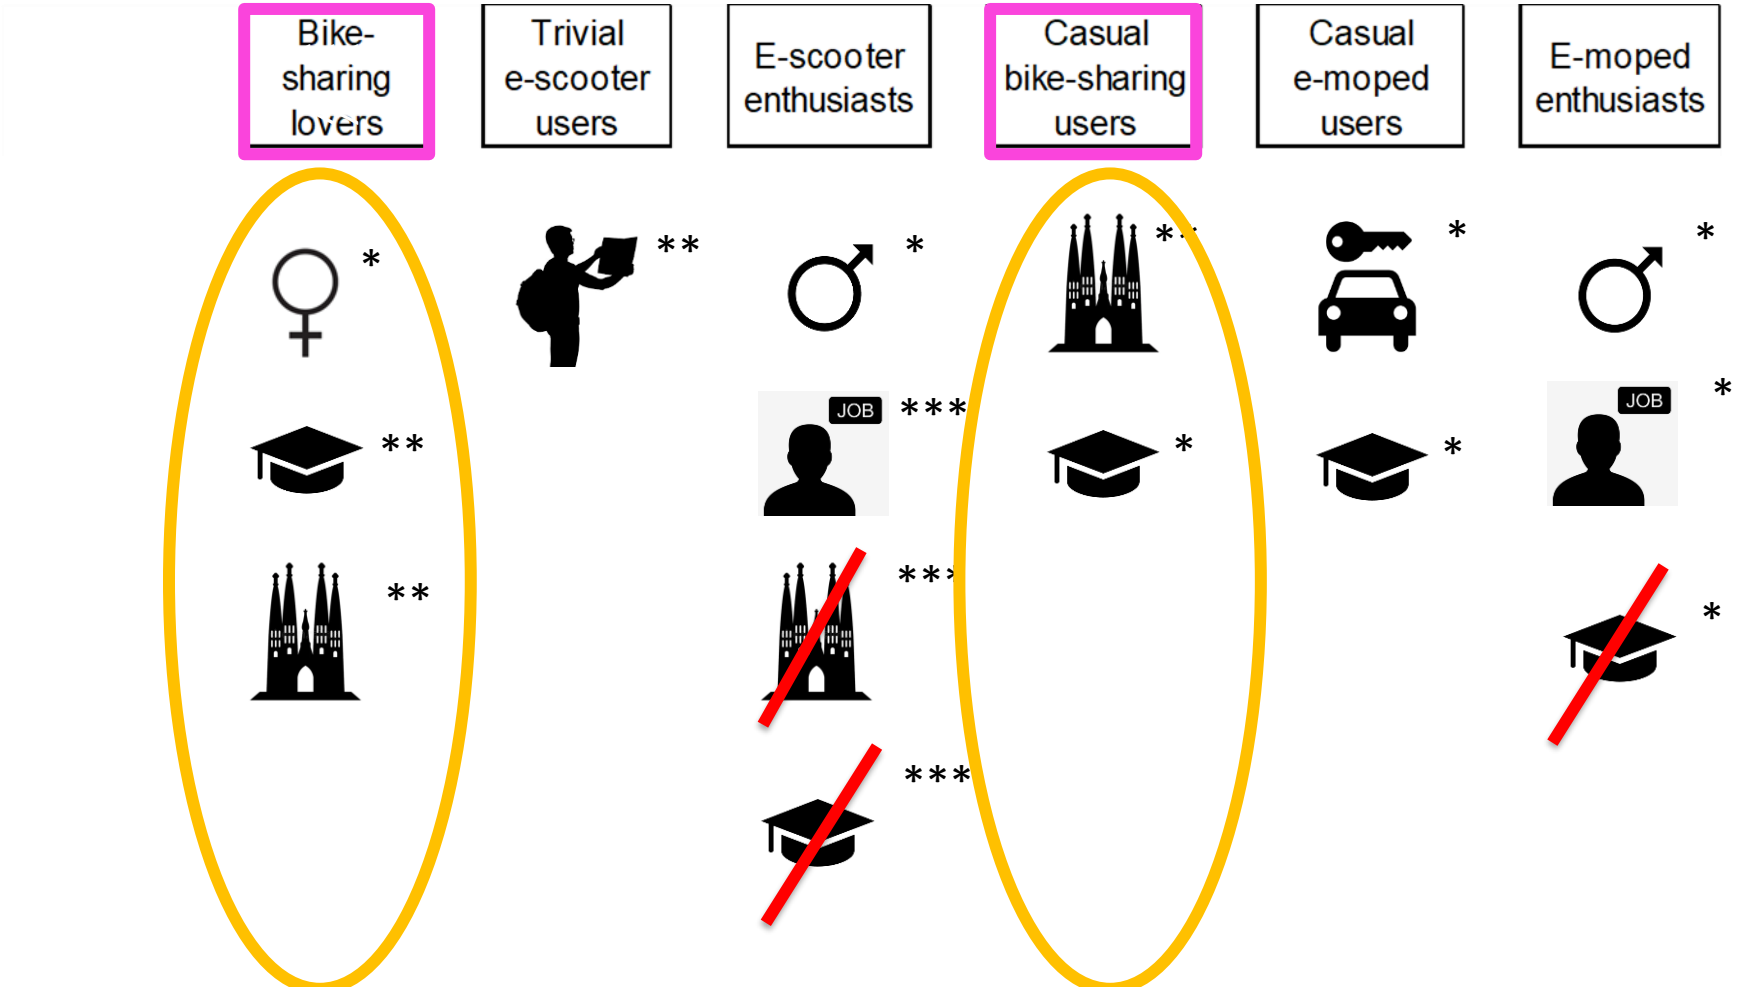 Bike-
sharing
lovers
Trivial
e-scooter
users
E-scooter
enthusiasts
Casual
bike-sharing
users
Casual
e-moped
users
E-moped
enthusiasts
*
**
*
**
*
*
**
***
*
*
*
JOB
JOB
**
***
*
***